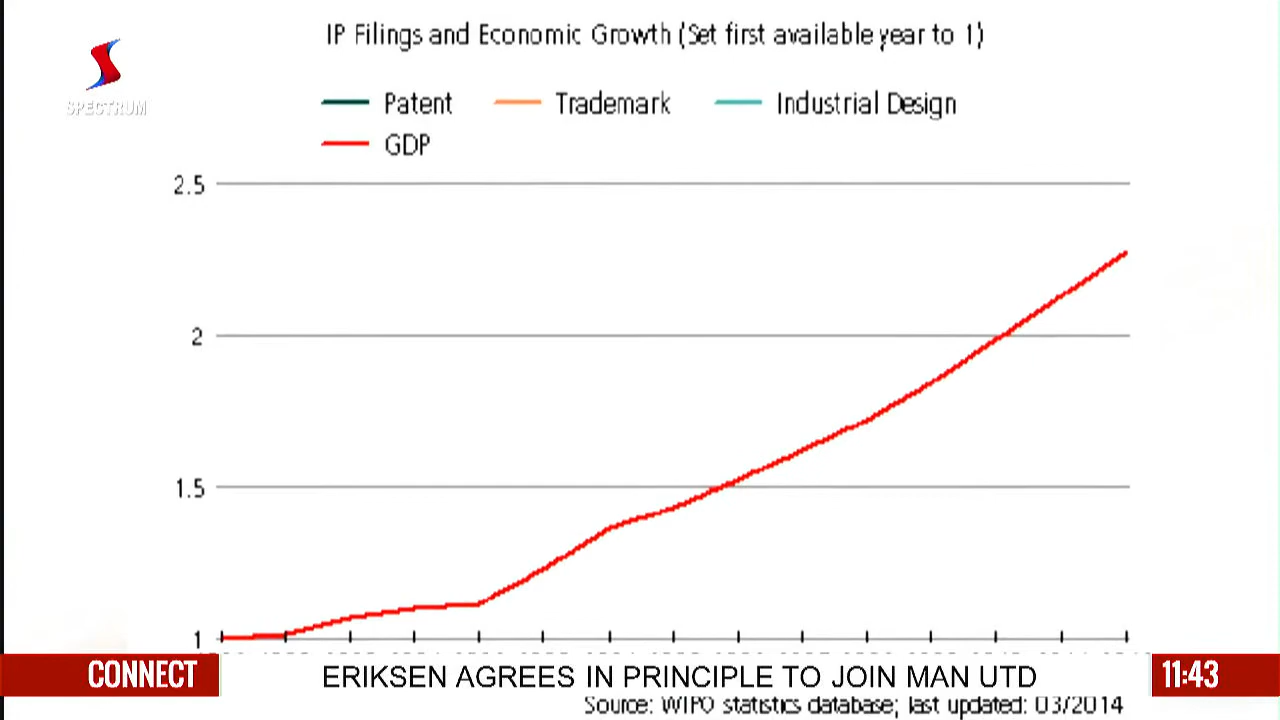 IP Filings and Economic Growth (Set first available year to 1)
SPECTRUM
Patent Trademark Industrial Design
GDP
2.5
2
1.5
1
CONNECT ERIKSEN AGREES IN PRINCIPLE TO JOIN MAN UTD 11:43
Source: WIPO statistics database; last updated: 03/2014